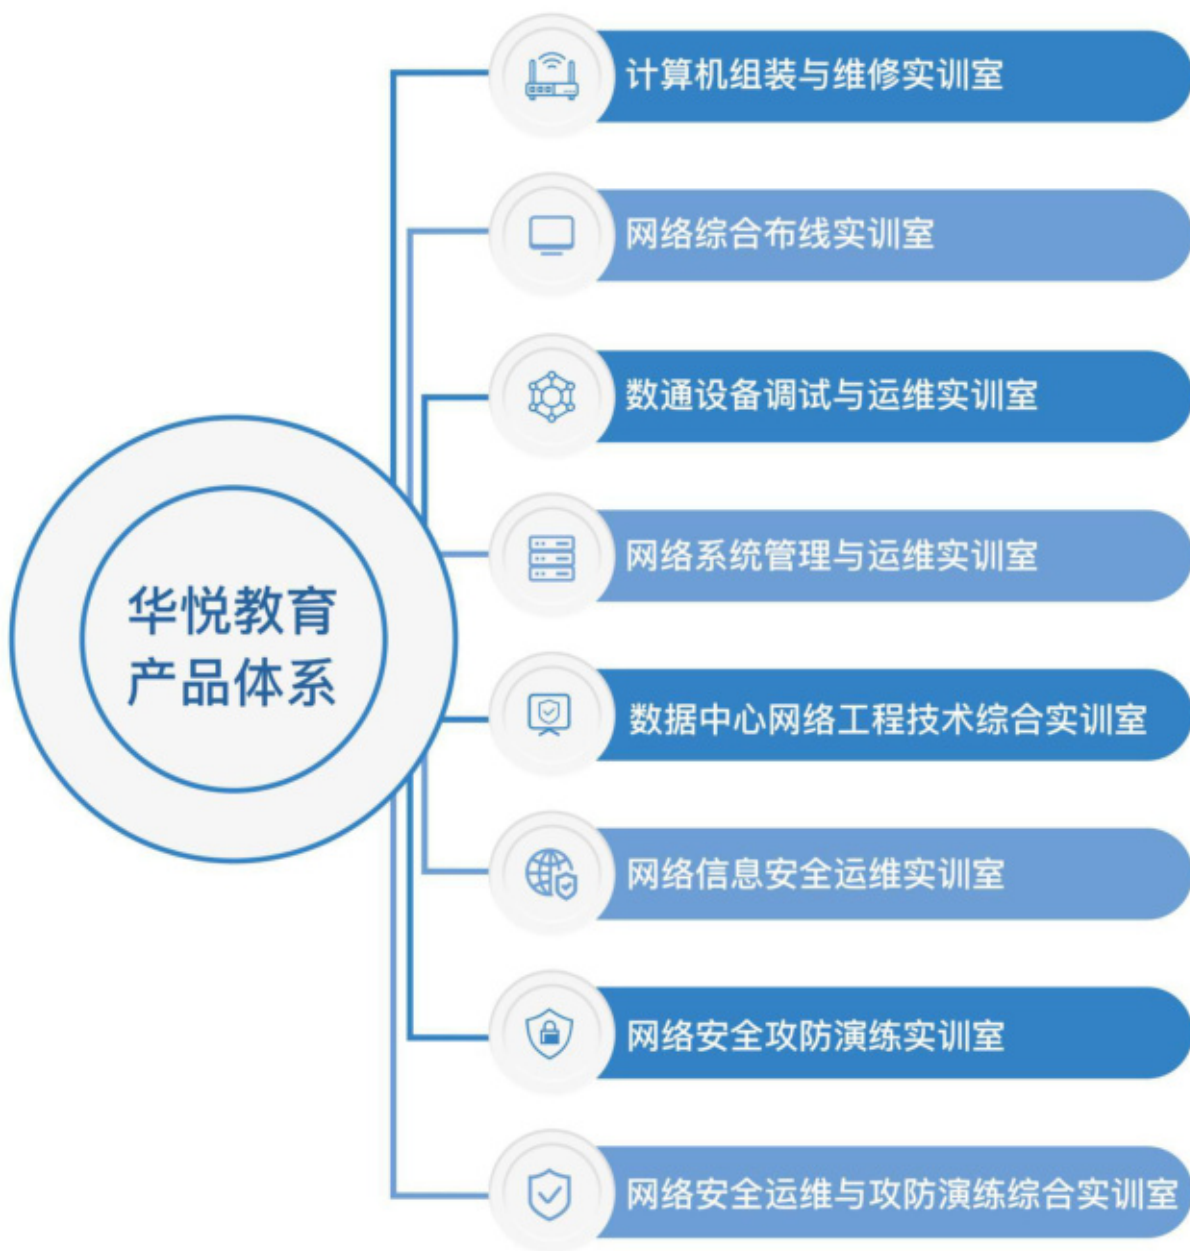 计算机组装与维修实训室
网络综合布线实训室
数通设备调试与运维实训室
网络系统管理与运维实训室
华悦教育
产品体系
数据中心网络工程技术综合实训室
网络信息安全运维实训室
网络安全攻防演练实训室
网络安全运维与攻防演练综合实训室